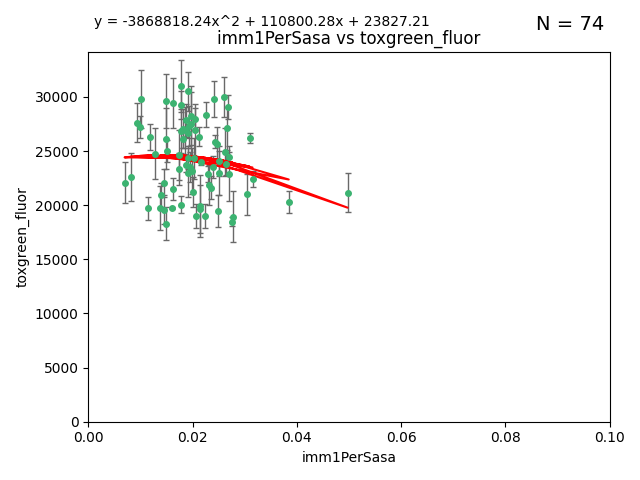 y = -3868818.24x^2 + 110800.28x + 23827.21
N = 74
imm1PerSasa vs toxgreen_fluor
30000
25000
20000
15000
10000
5000
0
toxgreen_fluor
0.00 0.02 0.04 0.06 0.08 0.10
imm1PerSasa